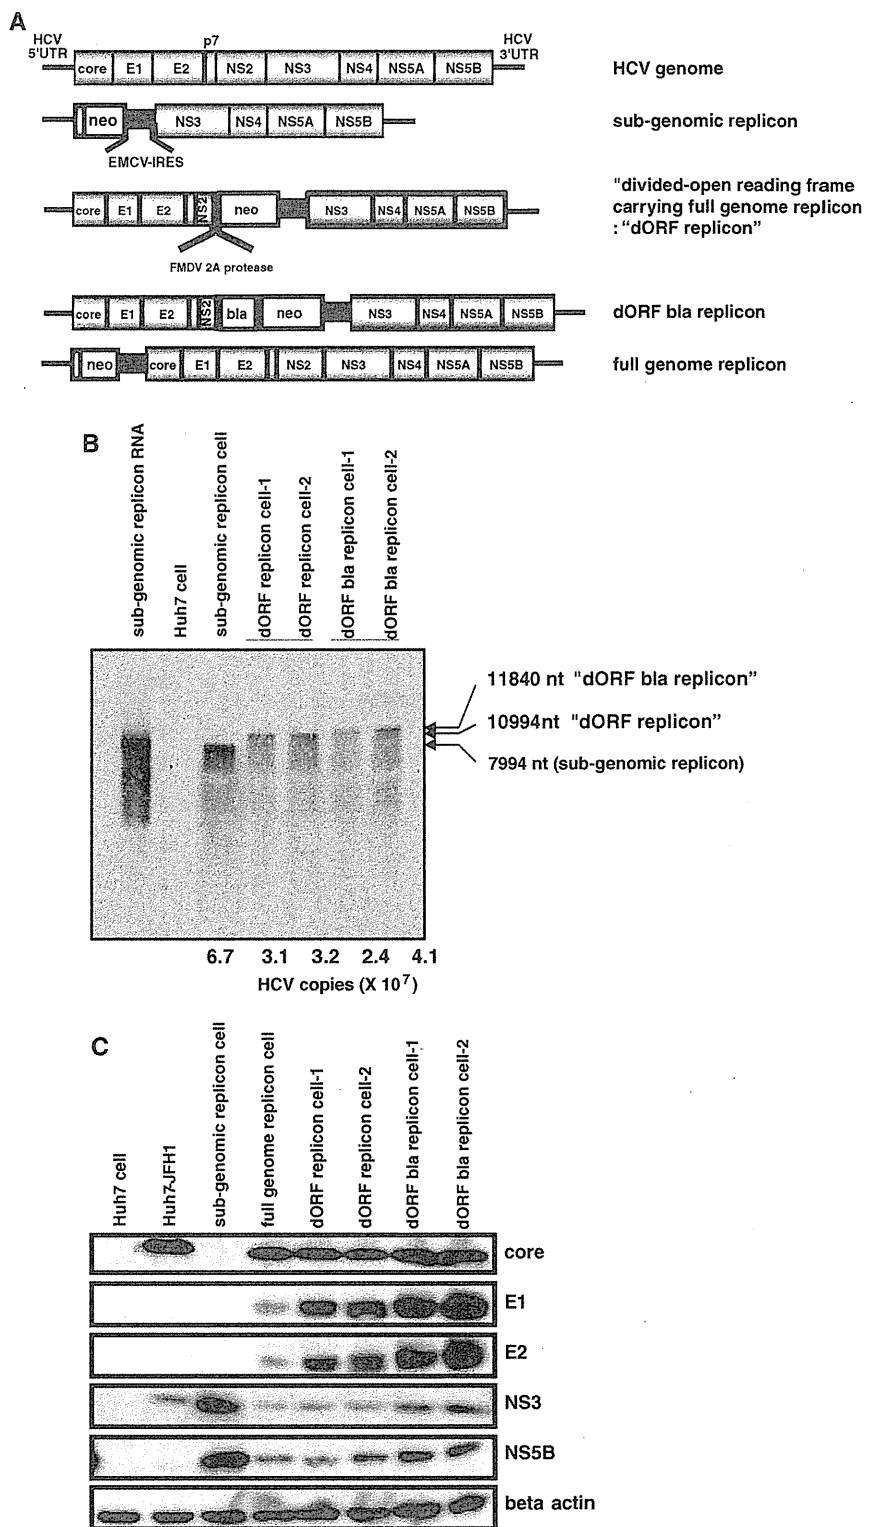 A
HCV 5'UTR
p7
HCV 3'UTR
core E1 E2 NS2 NS3 NS4 NS5A NS5B
HCV genome
neo NS3 NS4 NS5A NS5B
sub-genomic replicon
EMCV-IRES
core E1 E2 NS2 neo NS3 NS4 NS5A NS5B
"divided-open reading frame
carrying full genome replicon
: "dORF replicon"
FMDV 2A protease
core E1 E2 NS2 bla neo NS3 NS4 NS5A NS5B
dORF bla replicon
neo core E1 E2 NS2 NS3 NS4 NS5A NS5B
full genome replicon
B
sub-genomic replicon RNA
Huh7 cell
sub-genomic replicon cell
dORF replicon cell-1
dORF replicon cell-2
dORF bla replicon cell-1
dORF bla replicon cell-2
11840 nt "dORF bla replicon"
10994nt "dORF replicon"
7994 nt (sub-genomic replicon)
6.7 3.1 3.2 2.4 4.1
HCV copies (X 10⁷)
C
Huh7 cell
Huh7-JFH1
sub-genomic replicon cell
full genome replicon cell
dORF replicon cell-1
dORF replicon cell-2
dORF bla replicon cell-1
dORF bla replicon cell-2
core
E1
E2
NS3
NS5B
beta actin